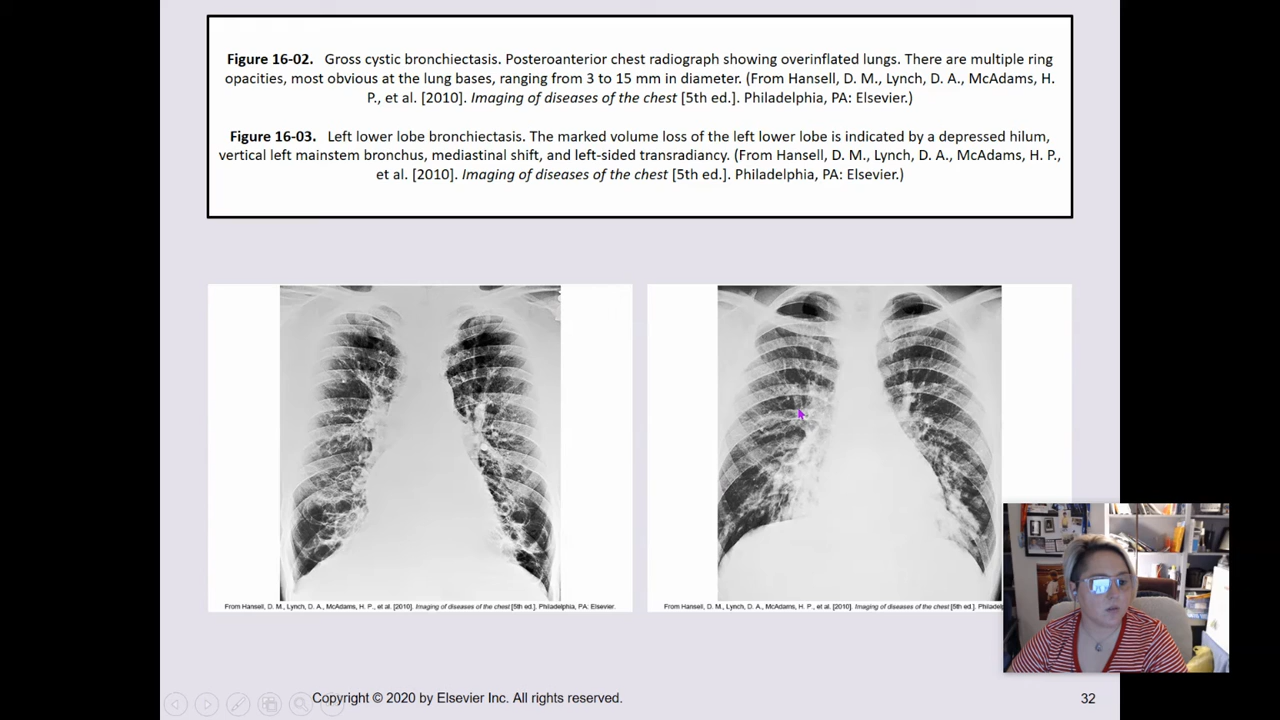 Figure 16-02. Gross cystic bronchiectasis. Posteroanterior chest radiograph showing overinflated lungs. There are multiple ring
opacities, most obvious at the lung bases, ranging from 3 to 15 mm in diameter. (From Hansell, D. M., Lynch, D. A., McAdams, H.
P., et al. [2010]. Imaging of diseases of the chest [5th ed.]. Philadelphia, PA: Elsevier.)
Figure 16-03. Left lower lobe bronchiectasis. The marked volume loss of the left lower lobe is indicated by a depressed hilum,
vertical left mainstem bronchus, mediastinal shift, and left-sided transradiancy. (From Hansell, D. M., Lynch, D. A., McAdams, H. P.,
et al. [2010]. Imaging of diseases of the chest [5th ed.]. Philadelphia, PA: Elsevier.)
From Hansell, D. M., Lynch, D. A., McAdams, H. P., et al. [2010]. Imaging of diseases of the chest [5th ed.]. Philadelphia, PA: Elsevier.
From Hansell, D. M., Lynch, D. A., McAdams, H. P., et al. [2010]. Imaging of diseases of the chest [5th ed.]. Philadelp
Copyright © 2020 by Elsevier Inc. All rights reserved.
32